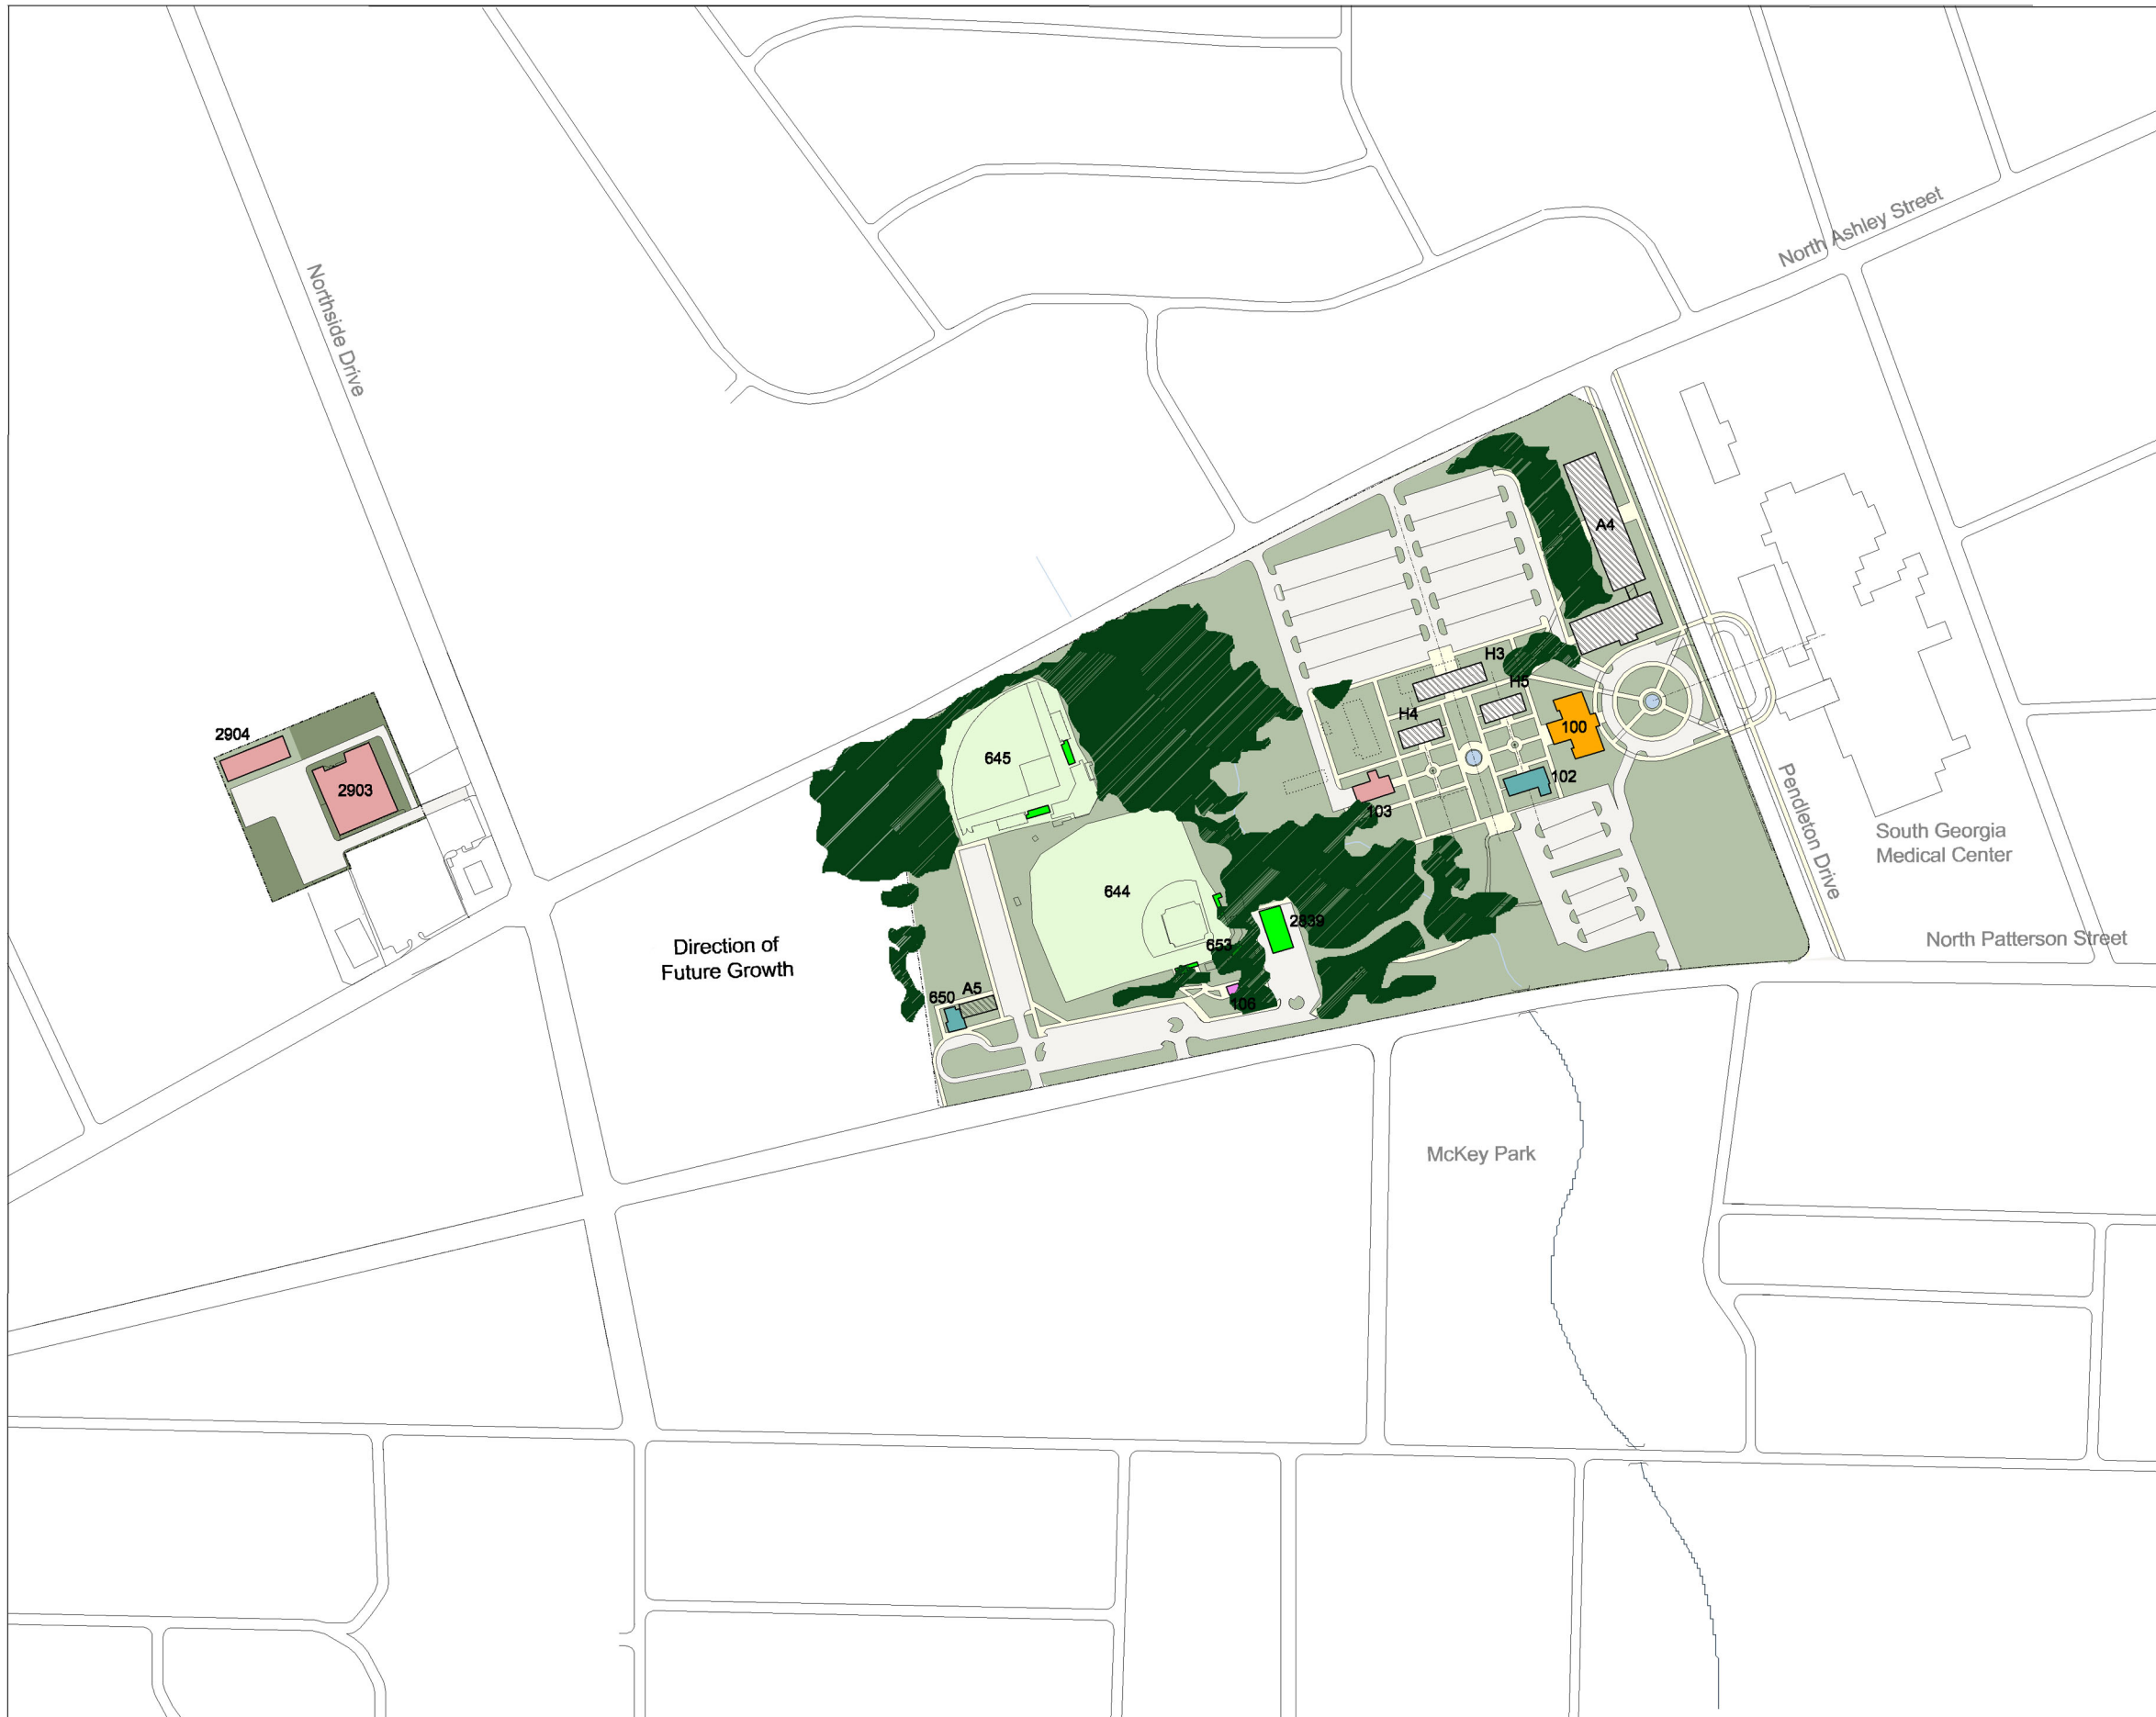 North Ashley Street
Northside Drive
A4
H3
H5
H4
100
102
103
2904
2903
645
644
2839
653
106
650
A5
Direction of
Future Growth
Pendleton Drive
South Georgia
Medical Center
North Patterson Street
McKey Park